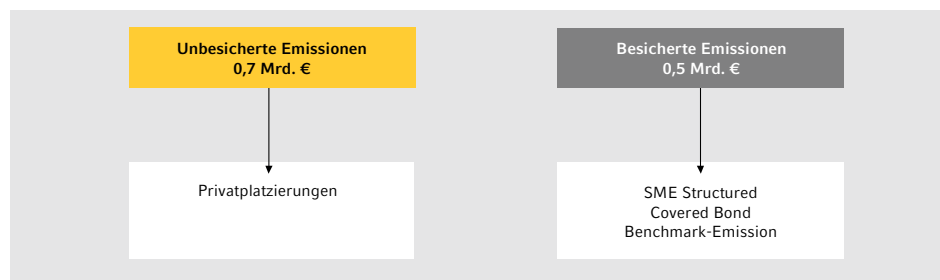 Unbesicherte Emissionen
0,7 Mrd. €
Besicherte Emissionen
0,5 Mrd. €
Privatplatzierungen
SME Structured
Covered Bond
Benchmark-Emission